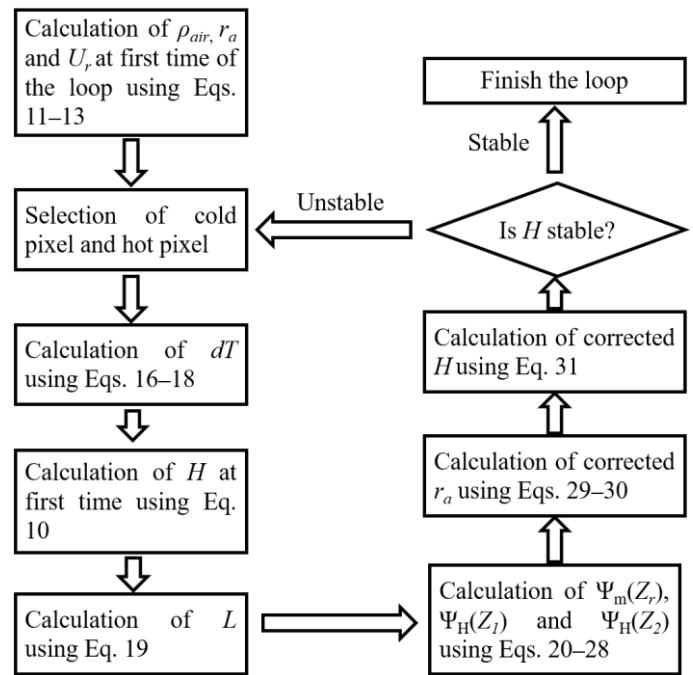 Calculation of ρair, ra
and Ur at first time of
the loop using Eqs.
11–13
Selection of cold
pixel and hot pixel
Calculation of dT
using Eqs. 16–18
Calculation of H at
first time using Eq.
10
Calculation of L
using Eq. 19
Calculation of Ψm(Zr),
ΨH(Z1) and ΨH(Z2)
using Eqs. 20–28
Calculation of corrected
ra using Eqs. 29–30
Calculation of corrected
H using Eq. 31
Is H stable?
Unstable
Stable
Finish the loop